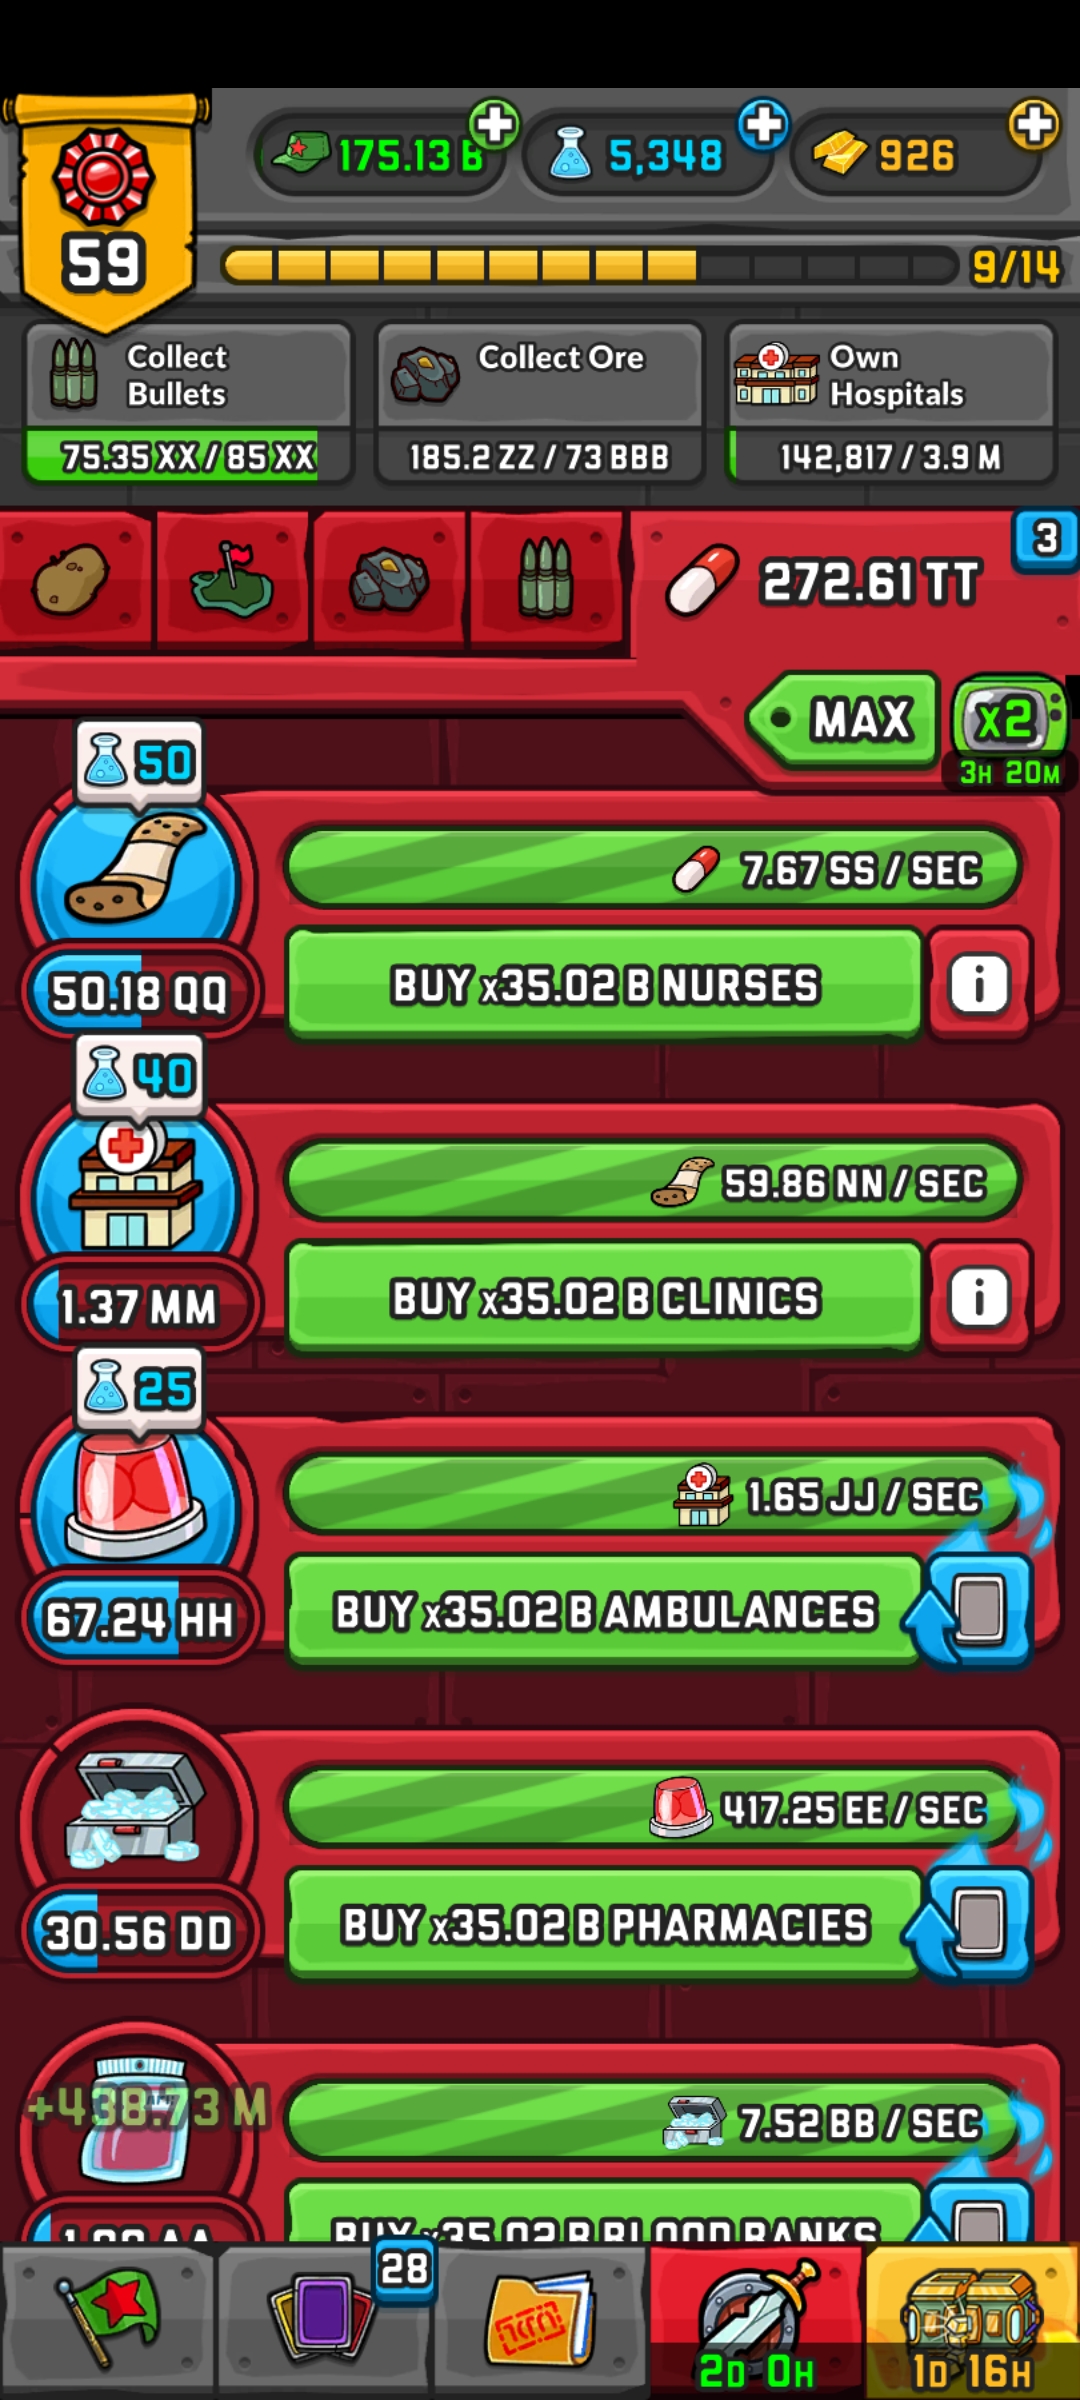 175.13 B
5,348
926
59
9/14
Collect
Bullets
75.35 XX / 85 XX
Collect Ore
185.2 ZZ / 73 BBB
Own
Hospitals
142,817 / 3.9 M
272.61 TT
3
MAX
x2
3H 20M
50
7.67 SS / SEC
50.18 QQ
BUY x35.02 B NURSES
i
40
59.86 NN / SEC
1.37 MM
BUY x35.02 B CLINICS
i
25
1.65 JJ / SEC
67.24 HH
BUY x35.02 B AMBULANCES
417.25 EE / SEC
30.56 DD
BUY x35.02 B PHARMACIES
+438.73 M
7.52 BB / SEC
BUY x35.02 B BLOOD BANKS
28
2D 0H
1D 16H